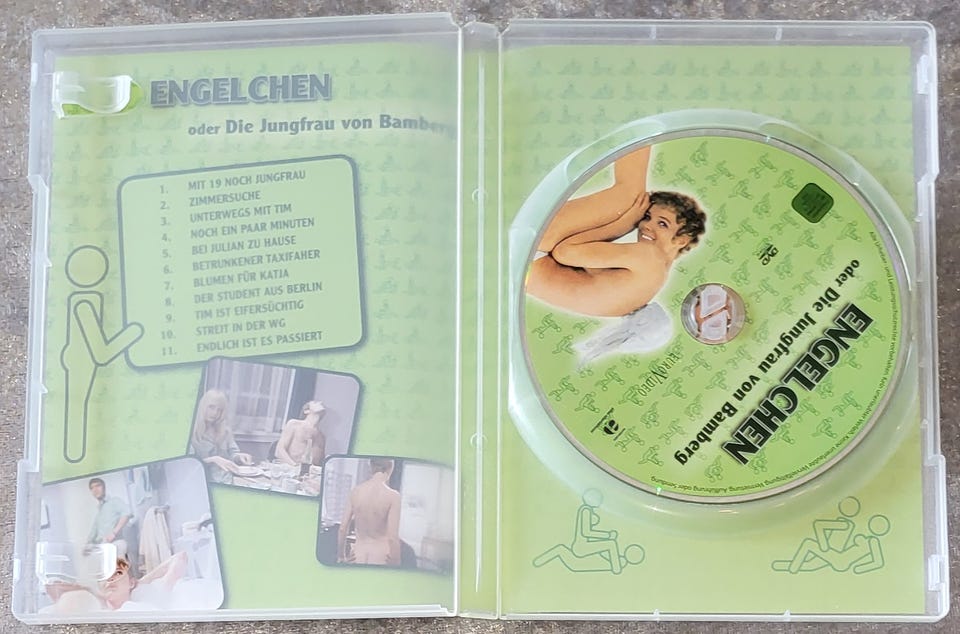 ENGELCHEN
oder Die Jungfrau von Bamberg
1. MIT 19 NOCH JUNGFRAU
2. ZIMMERSUCHE
3. UNTERWEGS MIT TIM
4. NOCH EIN PAAR MINUTEN
5. BEI JULIAN ZU HAUSE
6. BETRUNKENER TAXIFAHER
7. BLUMEN FÜR KATJA
8. DER STUDENT AUS BERLIN
9. TIM IST EIFERSÜCHTIG
10. STREIT IN DER WG
11. ENDLICH IST ES PASSIERT
ENGELCHEN
oder Die Jungfrau von Bamberg
DVD
EUROVIDEO